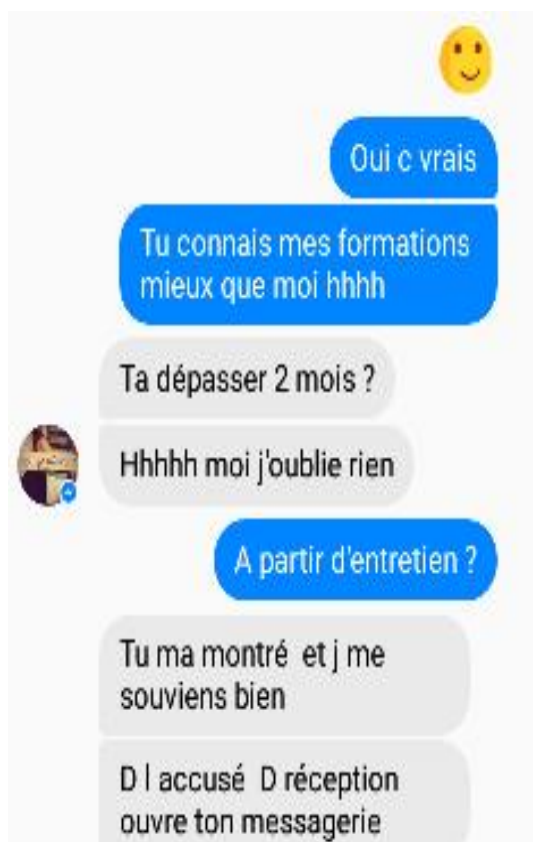 Oui c vrais
Tu connais mes formations
mieux que moi hhhh
Ta dépasser 2 mois ?
Hhhhh moi j'oublie rien
A partir d'entretien ?
Tu ma montré et j me
souviens bien
D l accusé D réception
ouvre ton messagerie